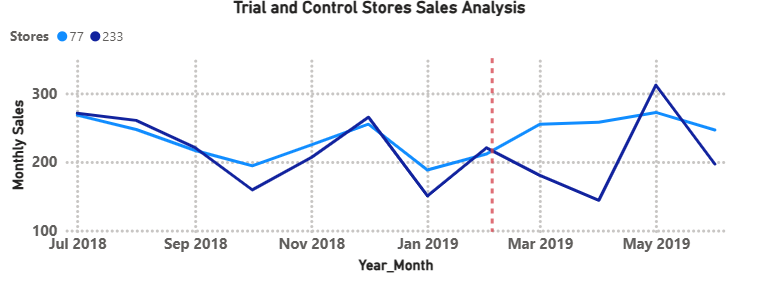 Trial and Control Stores Sales Analysis
Stores 77 233
Monthly Sales
300
200
100
Jul 2018 Sep 2018 Nov 2018 Jan 2019 Mar 2019 May 2019
Year_Month